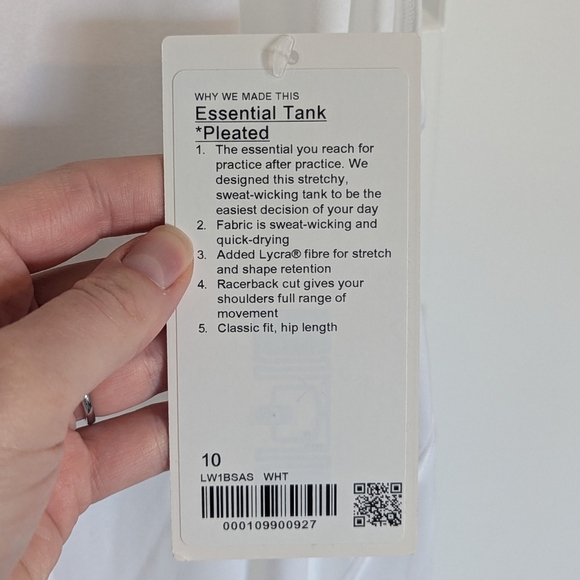 WHY WE MADE THIS
Essential Tank
*Pleated
1. The essential you reach for
practice after practice. We
designed this stretchy,
sweat-wicking tank to be the
easiest decision of your day
2. Fabric is sweat-wicking and
quick-drying
3. Added Lycra® fibre for stretch
and shape retention
4. Racerback cut gives your
shoulders full range of
movement
5. Classic fit, hip length
10
LW1BSAS WHT
000109900927